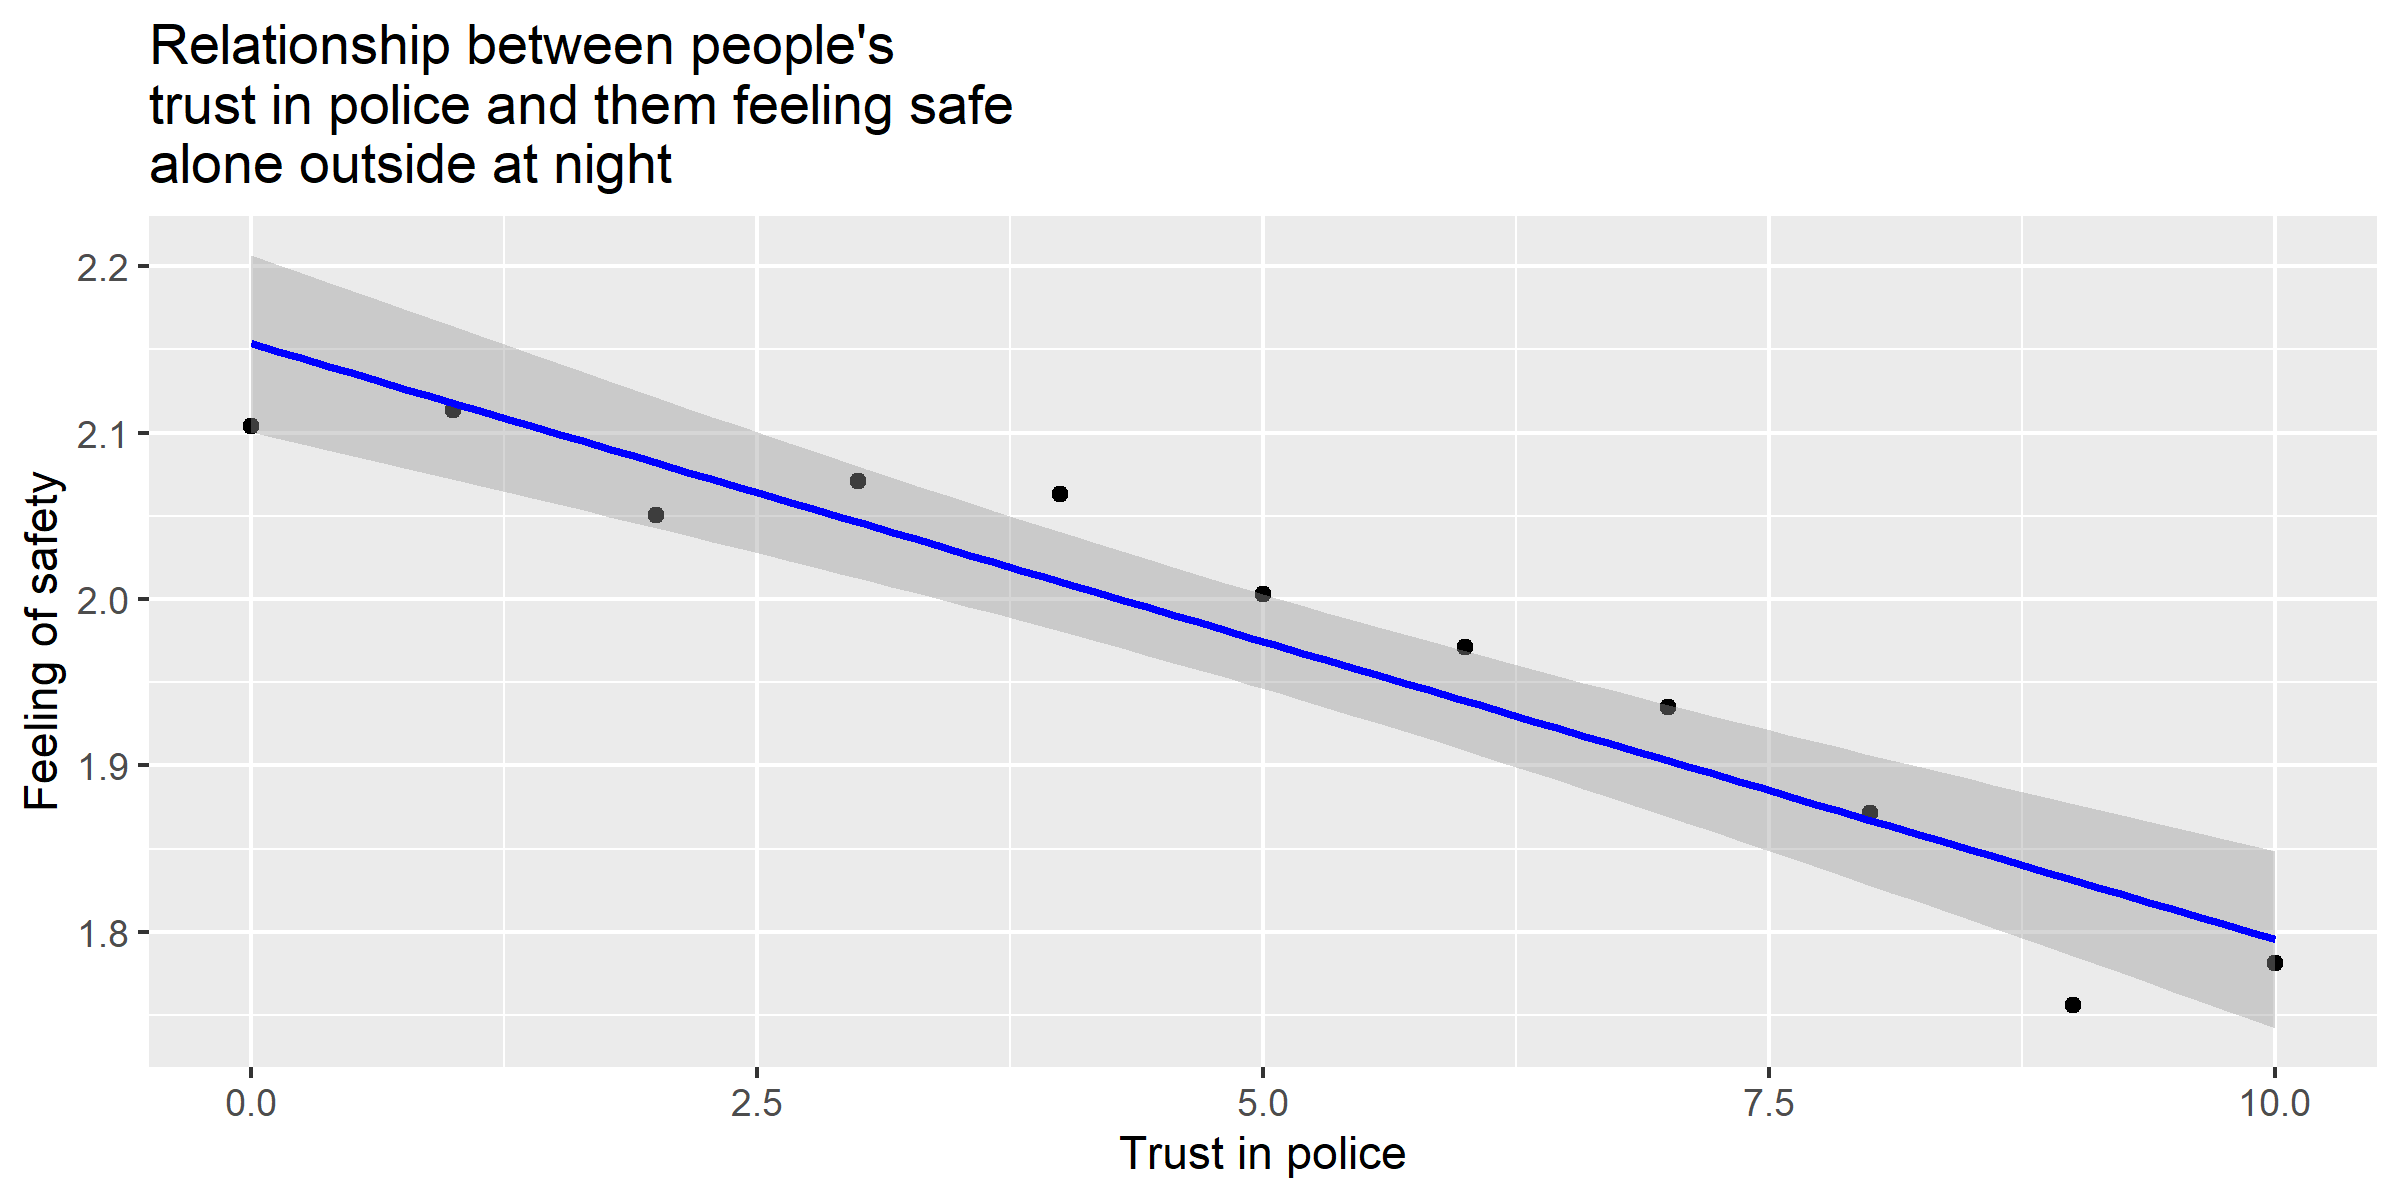 Relationship between people's
trust in police and them feeling safe
alone outside at night
2.2
2.1
2.0
1.9
1.8
Feeling of safety
0.0 2.5 5.0 7.5 10.0
Trust in police